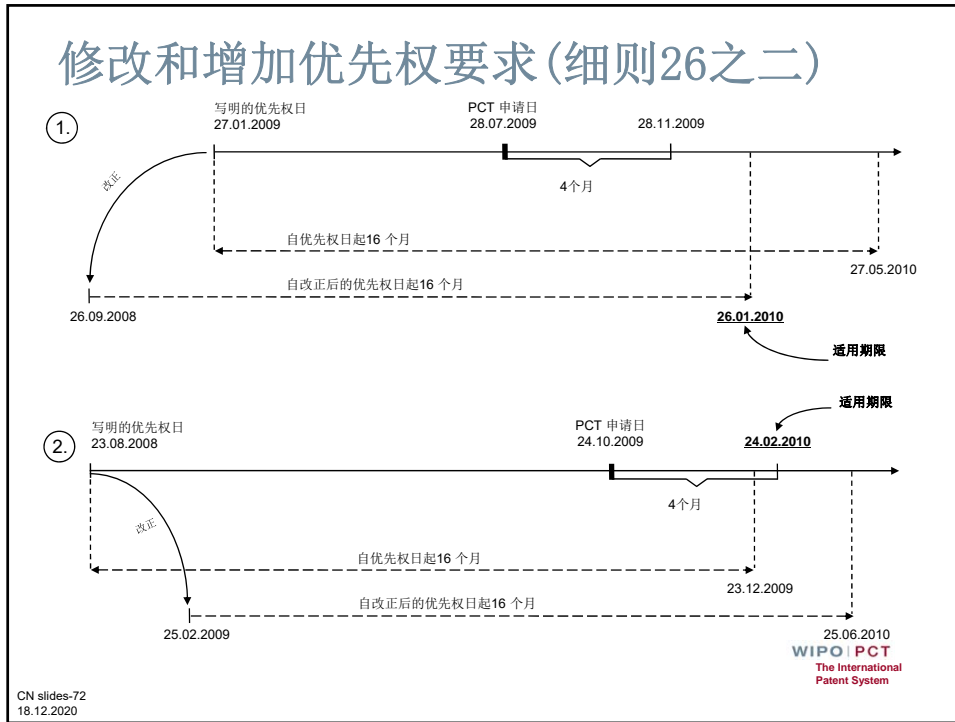 修改和增加优先权要求(细则26之二)
1.
写明的优先权日
27.01.2009
PCT 申请日
28.07.2009
28.11.2009
改正
4个月
自优先权日起16 个月
27.05.2010
自改正后的优先权日起16 个月
26.09.2008
26.01.2010
适用期限
适用期限
2.
写明的优先权日
23.08.2008
PCT 申请日
24.10.2009
24.02.2010
4个月
改正
自优先权日起16 个月
23.12.2009
自改正后的优先权日起16 个月
25.02.2009
25.06.2010
WIPO|PCT
The International
Patent System
CN slides-72
18.12.2020